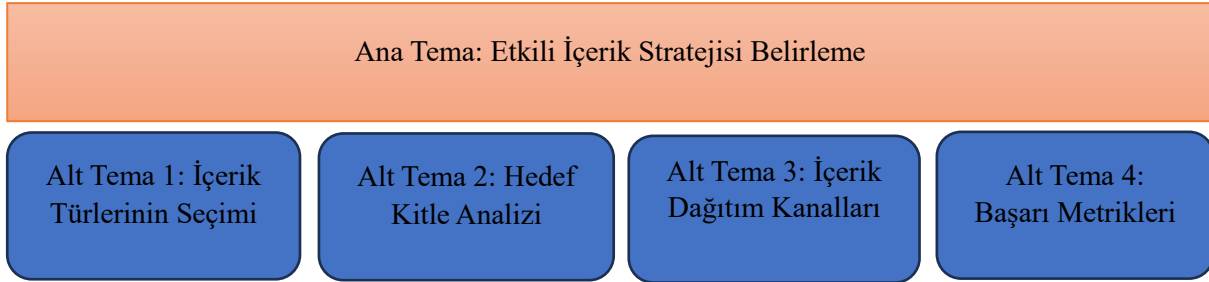 Ana Tema: Etkili İçerik Stratejisi Belirleme
Alt Tema 1: İçerik
Türlerinin Seçimi
Alt Tema 2: Hedef
Kitle Analizi
Alt Tema 3: İçerik
Dağıtım Kanalları
Alt Tema 4:
Başarı Metrikleri